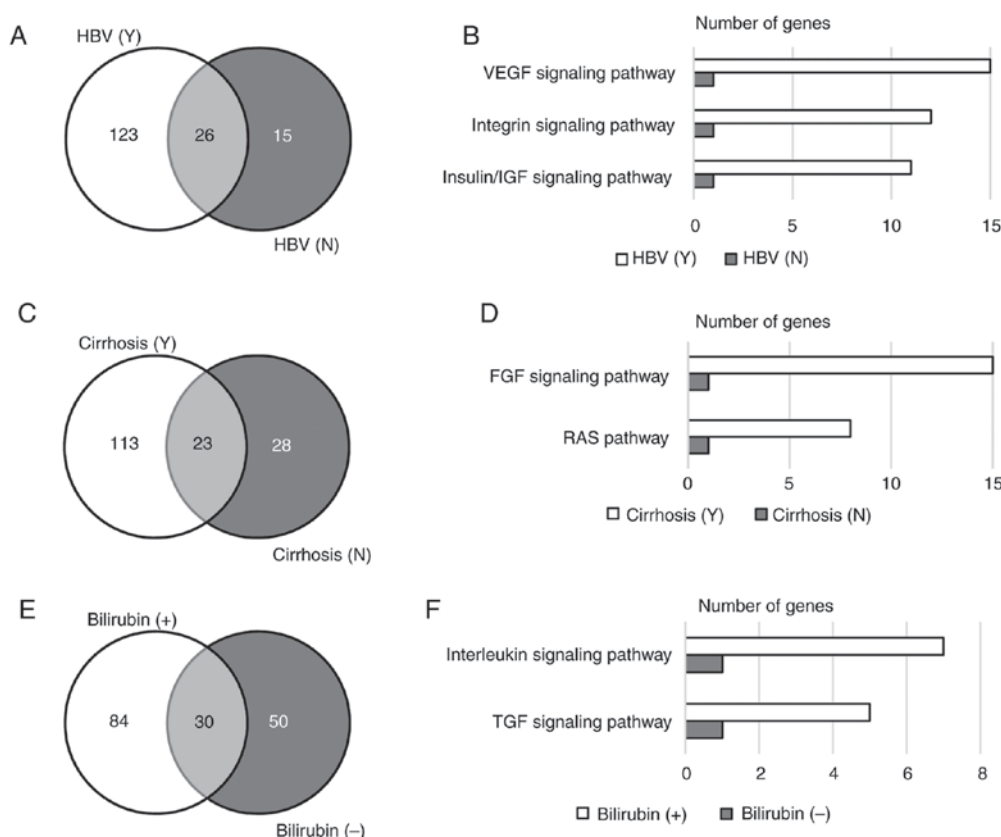 A
HBV (Y)
123
26
15
HBV (N)
B
Number of genes
VEGF signaling pathway
Integrin signaling pathway
Insulin/IGF signaling pathway
0 5 10 15
HBV (Y) HBV (N)
C
Cirrhosis (Y)
113
23
28
Cirrhosis (N)
D
Number of genes
FGF signaling pathway
RAS pathway
0 5 10 15
Cirrhosis (Y) Cirrhosis (N)
E
Bilirubin (+)
84
30
50
Bilirubin (–)
F
Number of genes
Interleukin signaling pathway
TGF signaling pathway
0 2 4 6 8
Bilirubin (+) Bilirubin (–)